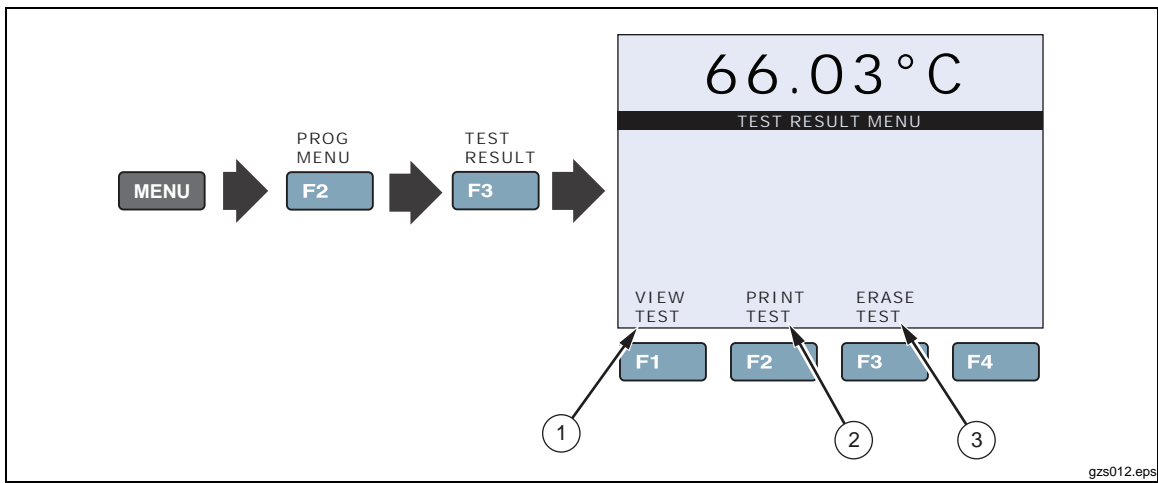 66.03°C
TEST RESULT MENU
PROG
MENU
TEST
RESULT
MENU
F2
F3
VIEW
TEST
PRINT
TEST
ERASE
TEST
F1
F2
F3
F4
1
2
3
gzs012.eps